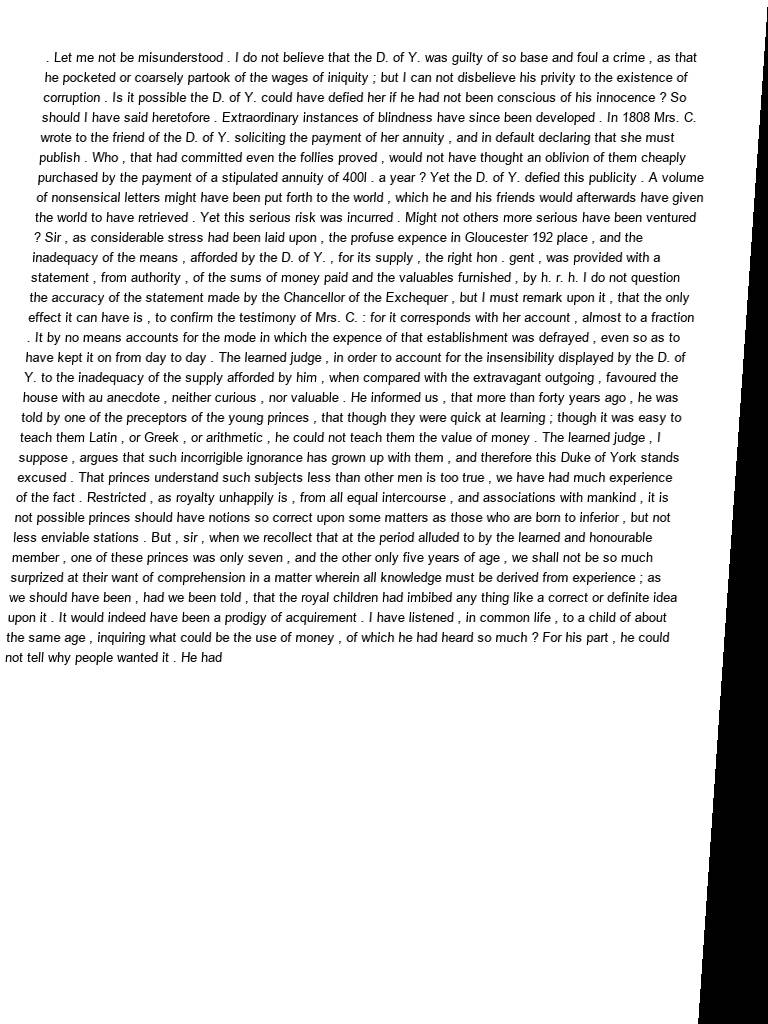 . Let me not be misunderstood . I do not believe that the D. of Y. was guilty of so base and foul a crime , as that
he pocketed or coarsely partook of the wages of iniquity ; but I can not disbelieve his privity to the existence of
corruption . Is it possible the D. of Y. could have defied her if he had not been conscious of his innocence ? So
should I have said heretofore . Extraordinary instances of blindness have since been developed . In 1808 Mrs. C.
wrote to the friend of the D. of Y. soliciting the payment of her annuity , and in default declaring that she must
publish . Who , that had committed even the follies proved , would not have thought an oblivion of them cheaply
purchased by the payment of a stipulated annuity of 400l . a year ? Yet the D. of Y. defied this publicity . A volume
of nonsensical letters might have been put forth to the world , which he and his friends would afterwards have given
the world to have retrieved . Yet this serious risk was incurred . Might not others more serious have been ventured
? Sir , as considerable stress had been laid upon , the profuse expence in Gloucester 192 place , and the
inadequacy of the means , afforded by the D. of Y. , for its supply , the right hon . gent , was provided with a
statement , from authority , of the sums of money paid and the valuables furnished , by h. r. h. I do not question
the accuracy of the statement made by the Chancellor of the Exchequer , but I must remark upon it , that the only
effect it can have is , to confirm the testimony of Mrs. C. : for it corresponds with her account , almost to a fraction
. It by no means accounts for the mode in which the expence of that establishment was defrayed , even so as to
have kept it on from day to day . The learned judge , in order to account for the insensibility displayed by the D. of
Y. to the inadequacy of the supply afforded by him , when compared with the extravagant outgoing , favoured the
house with au anecdote , neither curious , nor valuable . He informed us , that more than forty years ago , he was
told by one of the preceptors of the young princes , that though they were quick at learning ; though it was easy to
teach them Latin , or Greek , or arithmetic , he could not teach them the value of money . The learned judge , I
suppose , argues that such incorrigible ignorance has grown up with them , and therefore this Duke of York stands
excused . That princes understand such subjects less than other men is too true , we have had much experience
of the fact . Restricted , as royalty unhappily is , from all equal intercourse , and associations with mankind , it is
not possible princes should have notions so correct upon some matters as those who are born to inferior , but not
less enviable stations . But , sir , when we recollect that at the period alluded to by the learned and honourable
member , one of these princes was only seven , and the other only five years of age , we shall not be so much
surprized at their want of comprehension in a matter wherein all knowledge must be derived from experience ; as
we should have been , had we been told , that the royal children had imbibed any thing like a correct or definite idea
upon it . It would indeed have been a prodigy of acquirement . I have listened , in common life , to a child of about
the same age , inquiring what could be the use of money , of which he had heard so much ? For his part , he could
not tell why people wanted it . He had